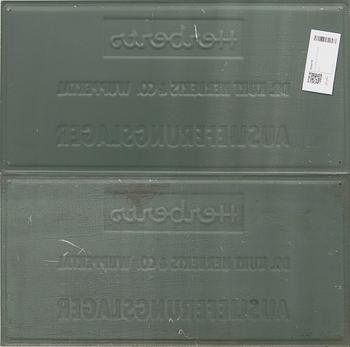 Herberts
DR. KURT HERBERTS & CO. WUPPERTAL
AUSLIEFERUNGSLAGER
Herberts
DR. KURT HERBERTS & CO. WUPPERTAL
AUSLIEFERUNGSLAGER